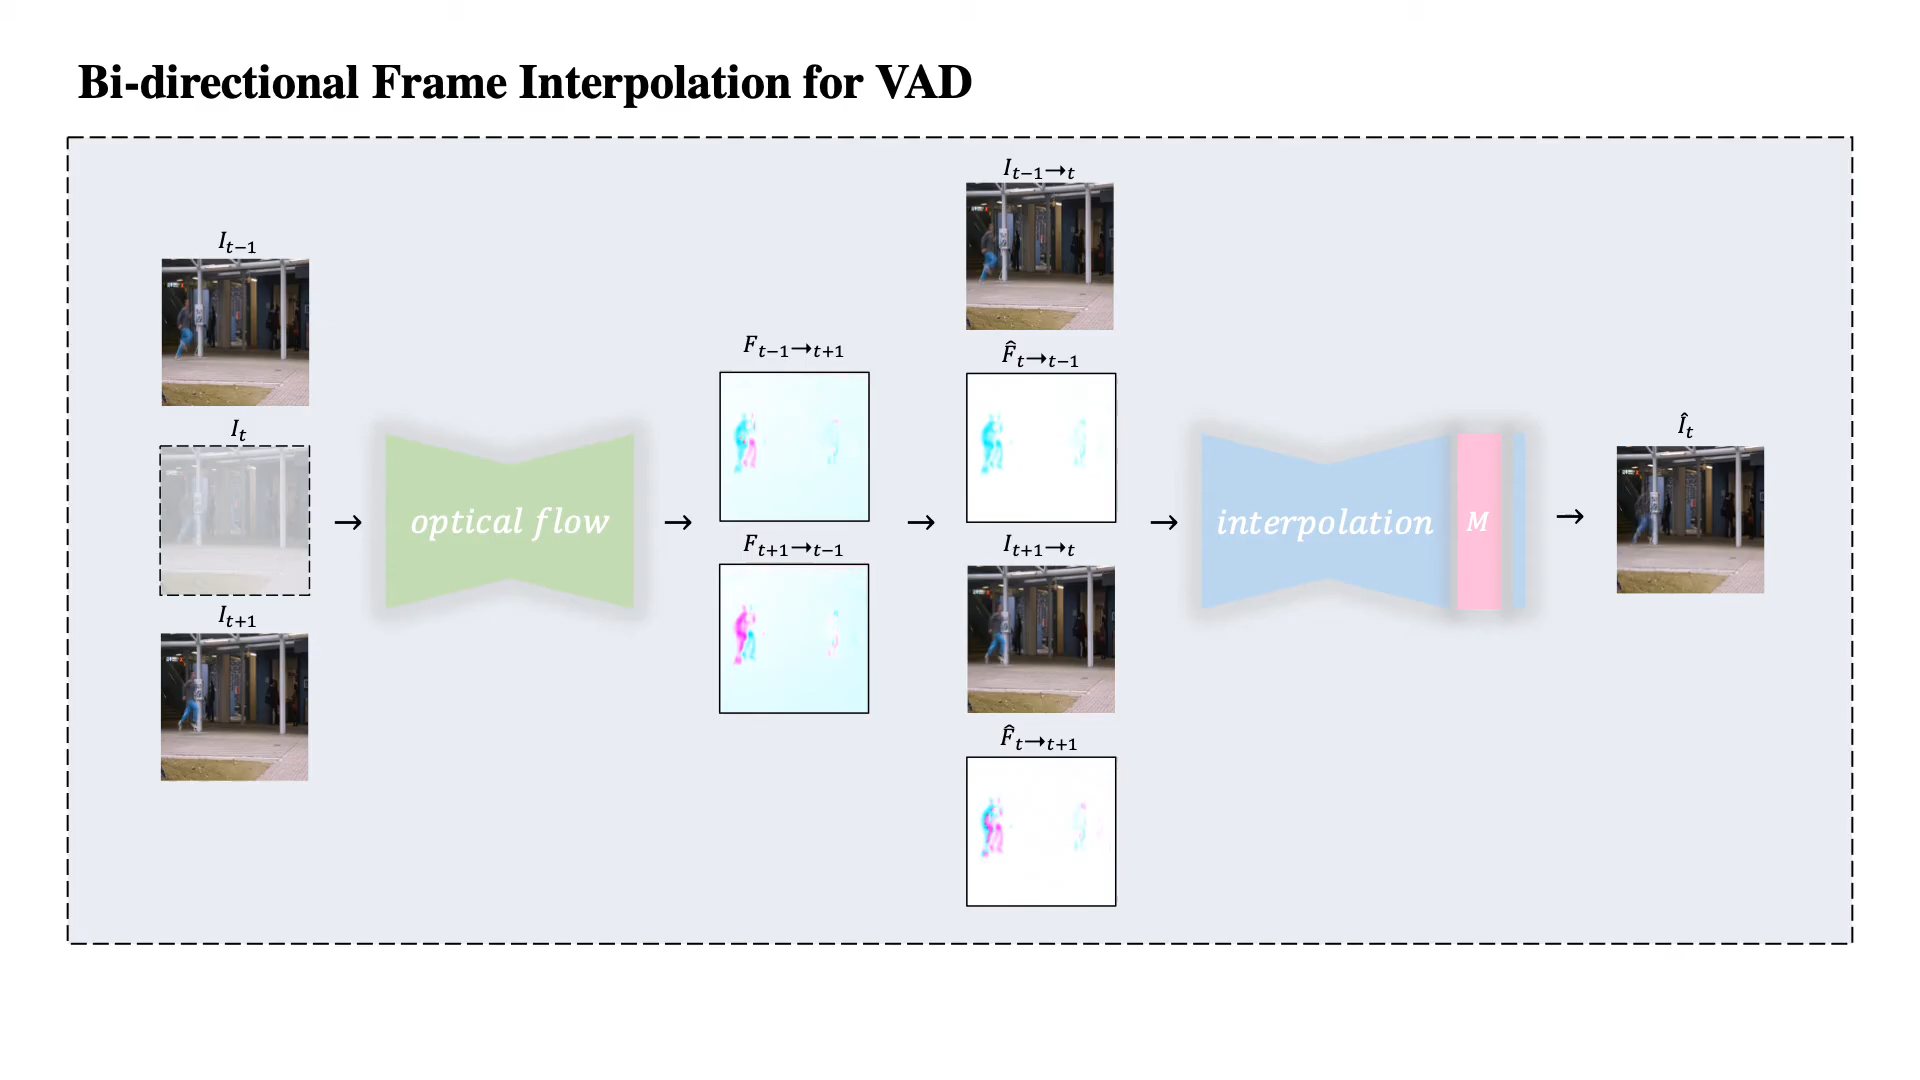 Bi-directional Frame Interpolation for VAD
I_{t−1}
I_t
I_{t+1}
optical flow
F_{t−1→t+1}
F_{t+1→t−1}
I_{t−1→t}
F̂_{t→t−1}
I_{t+1→t}
F̂_{t→t+1}
interpolation
M
Î_t